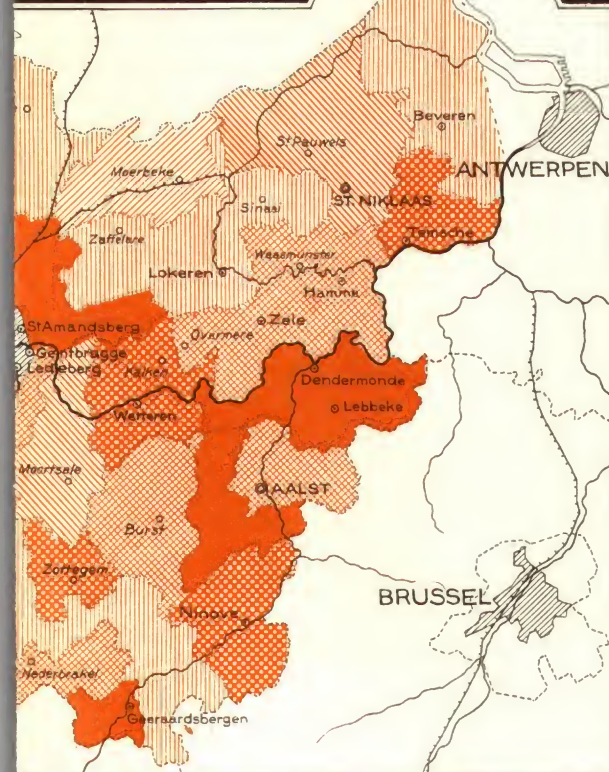 Beveren
St Pauwels
ANTWERPEN
Moerbeke
Sinaai
ST. NIKLAAS
Zaffelare
Temsche
Waasmunster
Lokeren
Hamme
Zele
StAmandsberg
Overmere
Gentbrugge
Kalken
Ledeberg
Dendermonde
Wetteren
Lebbeke
Moortsele
AALST
Burst
Zottegem
BRUSSEL
Ninove
Nederbrakel
Geeraardsbergen